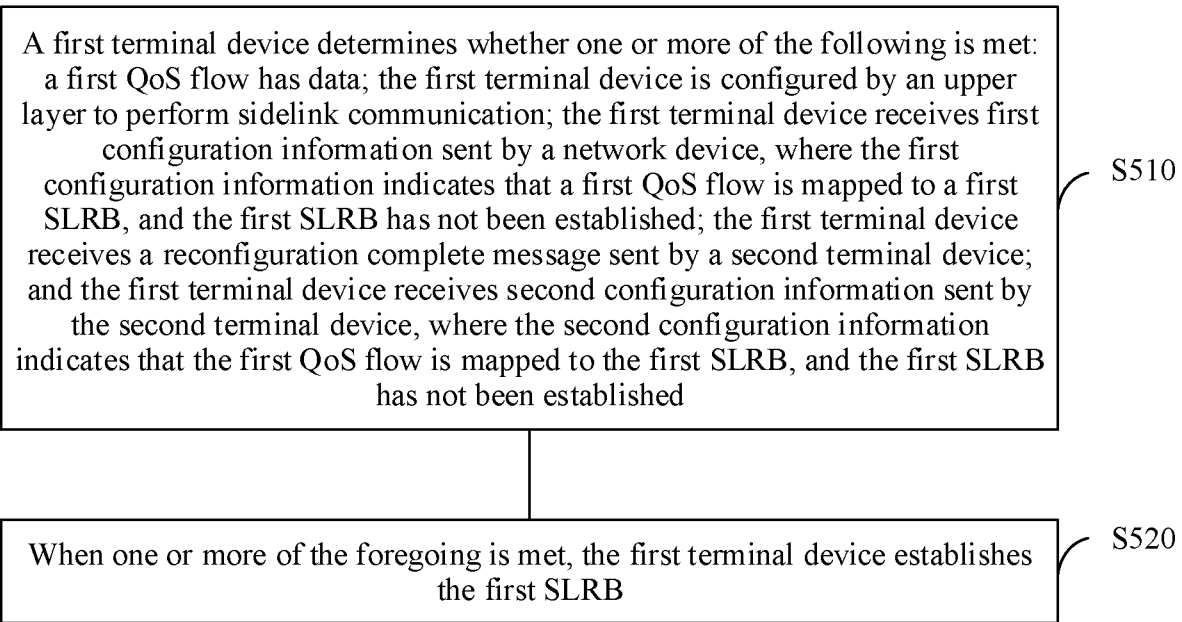 A first terminal device determines whether one or more of the following is met:
a first QoS flow has data; the first terminal device is configured by an upper
layer to perform sidelink communication; the first terminal device receives first
configuration information sent by a network device, where the first
configuration information indicates that a first QoS flow is mapped to a first
SLRB, and the first SLRB has not been established; the first terminal device
receives a reconfiguration complete message sent by a second terminal device;
and the first terminal device receives second configuration information sent by
the second terminal device, where the second configuration information
indicates that the first QoS flow is mapped to the first SLRB, and the first SLRB
has not been established
S510
When one or more of the foregoing is met, the first terminal device establishes
the first SLRB
S520